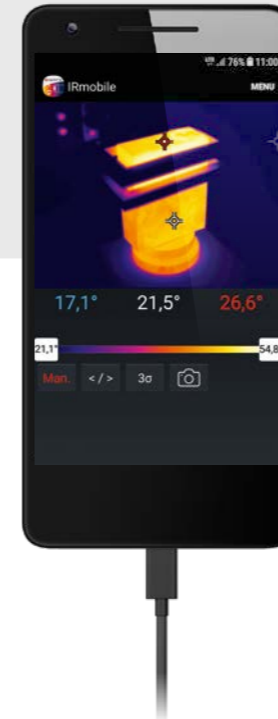 76% 11:00
IRmobile MENU
17,1° 21,5° 26,6°
21,1° 54,8
Man. < / > 3σ